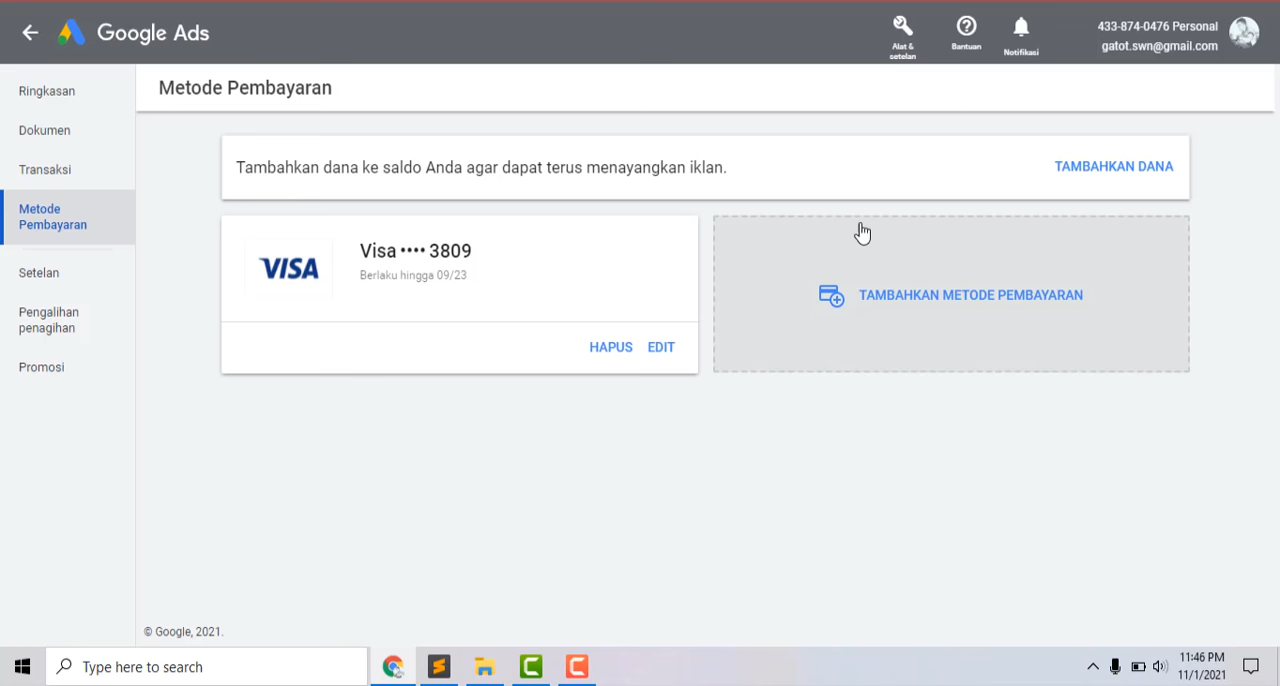 Google Ads
Alat &
setelan
Bantuan
Notifikasi
433-874-0476 Personal
gatot.swn@gmail.com
Ringkasan
Dokumen
Transaksi
Metode
Pembayaran
Setelan
Pengalihan
penagihan
Promosi
Metode Pembayaran
Tambahkan dana ke saldo Anda agar dapat terus menayangkan iklan.
TAMBAHKAN DANA
VISA
Visa •••• 3809
Berlaku hingga 09/23
HAPUS EDIT
TAMBAHKAN METODE PEMBAYARAN
© Google, 2021.
Type here to search
11:46 PM
11/1/2021